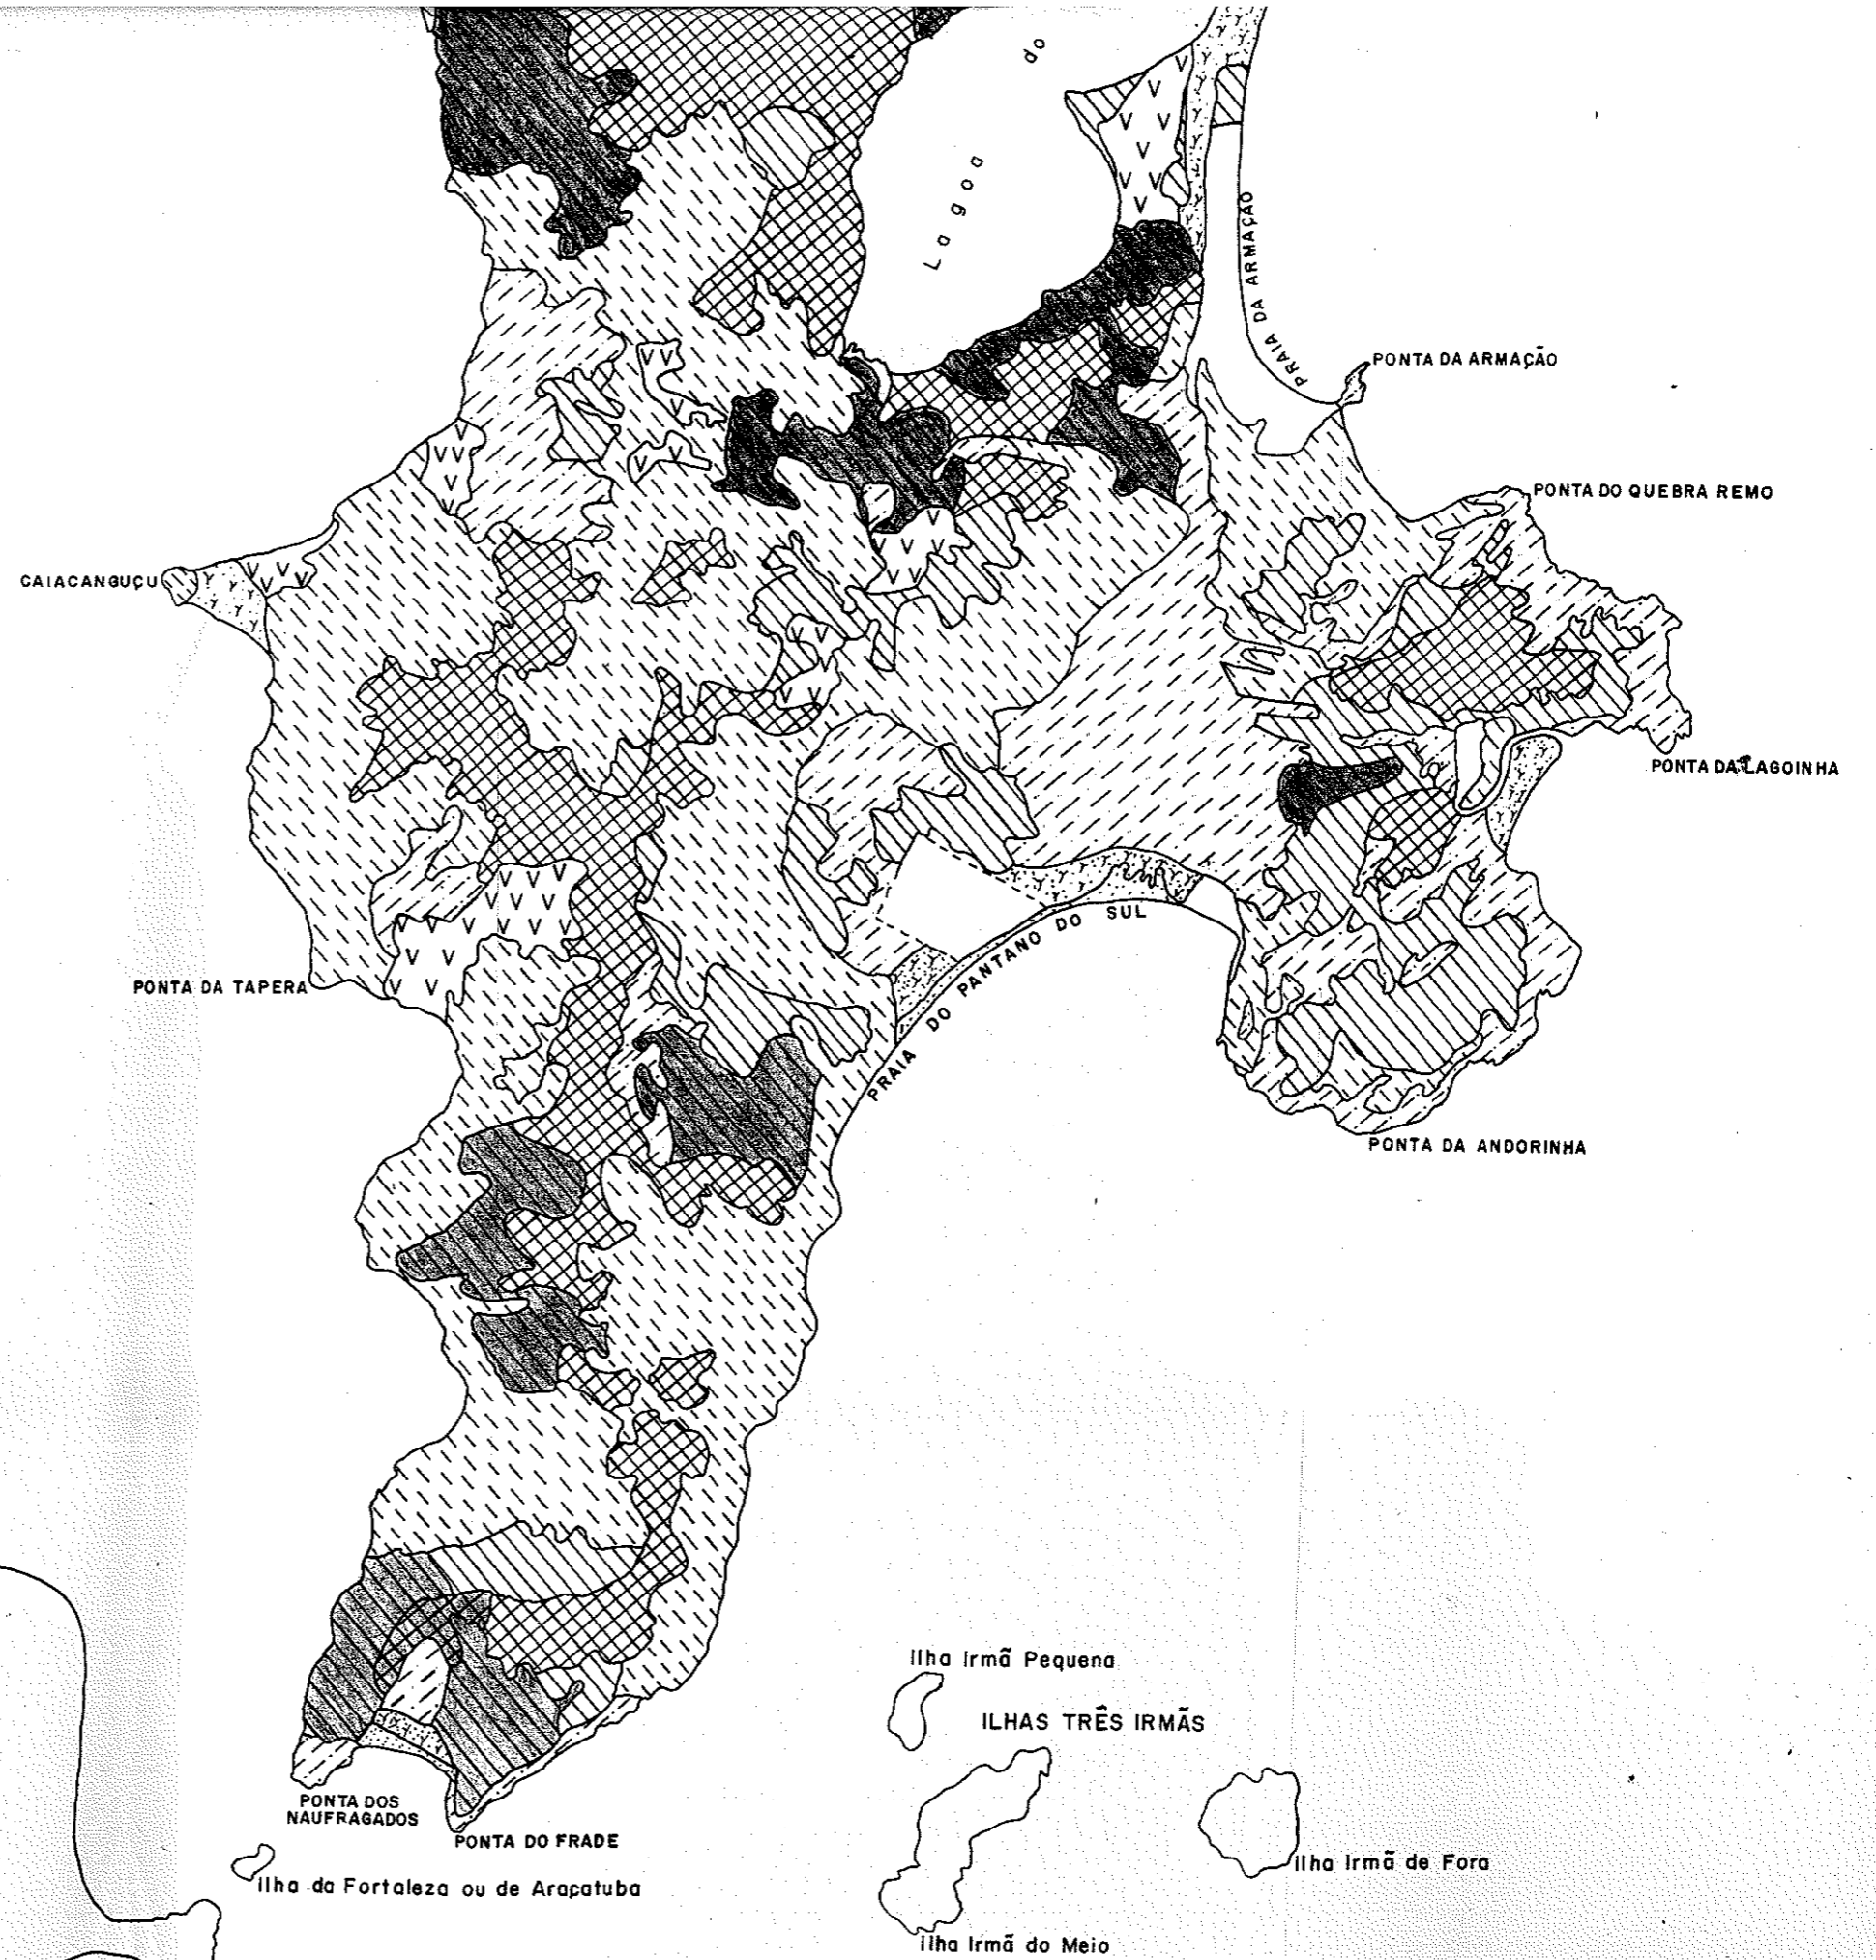 Lagoa do
PRAIA DA ARMAÇÃO
PONTA DA ARMAÇÃO
PONTA DO QUEBRA REMO
CAIACANGUÇU
PONTA DA LAGOINHA
PRAIA DO PANTANO DO SUL
PONTA DA TAPERA
PONTA DA ANDORINHA
Ilha Irmã Pequena
ILHAS TRÊS IRMÃS
PONTA DOS
NAUFRAGADOS
PONTA DO FRADE
Ilha Irmã de Fora
Ilha da Fortaleza ou de Araçatuba
Ilha Irmã do Meio